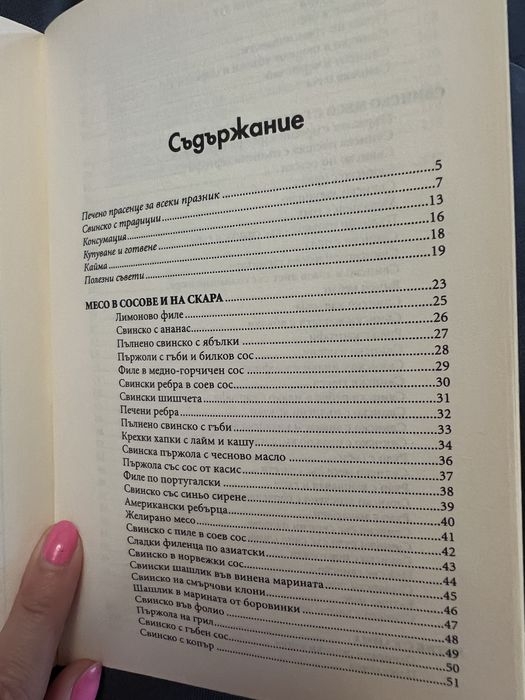 Съдържание
Печено прасенце за всеки празник ........ 5
Свинско с традиции ........ 7
Консумация ........ 13
Купуване и готвене ........ 16
Кайма ........ 18
Полезни съвети ........ 19
МЕСО В СОСОВЕ И НА СКАРА ........ 23
Лимоново филе ........ 25
Свинско с ананас ........ 26
Пълнено свинско с ябълки ........ 27
Пържоли с гъби и билков сос ........ 28
Филе в медно-горчичен сос ........ 29
Свински ребра в соев сос ........ 30
Свински шишчета ........ 31
Печени ребра ........ 32
Пълнено свинско с гъби ........ 33
Крехки хапки с лайм и кашу ........ 34
Свинска пържола с чесново масло ........ 36
Пържола със сос от касис ........ 37
Филе по португалски ........ 38
Свинско със синьо сирене ........ 39
Американски ребърца ........ 40
Желирано месо ........ 41
Свинско с пиле в соев сос ........ 42
Сладки филенца по азиатски ........ 43
Свинско в норвежки сос ........ 44
Свински шашлик във винена марината ........ 45
Свинско на смърчови клони ........ 46
Шашлик в марината от боровинки ........ 47
Свинско във фолио ........ 48
Пържола на грил ........ 49
Свинско с гъбен сос ........ 50
Свинско с копър ........ 51